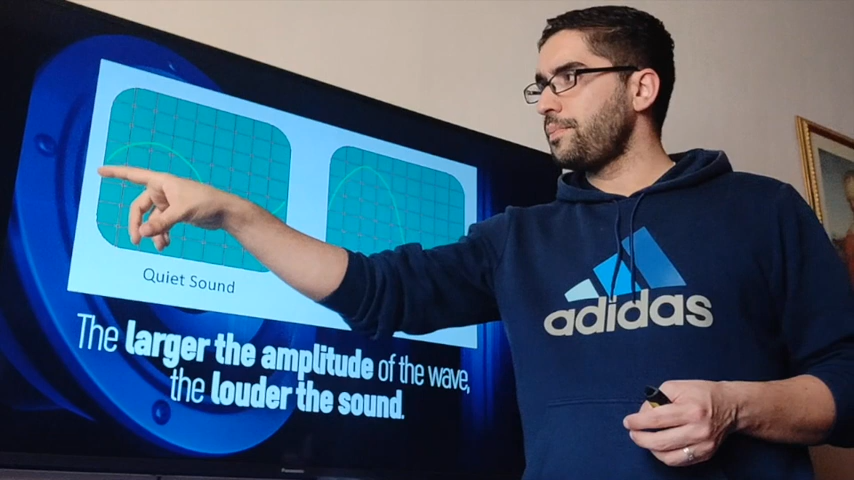 Quiet Sound
The larger the amplitude of the wave,
the louder the sound.
adidas
Panasonic